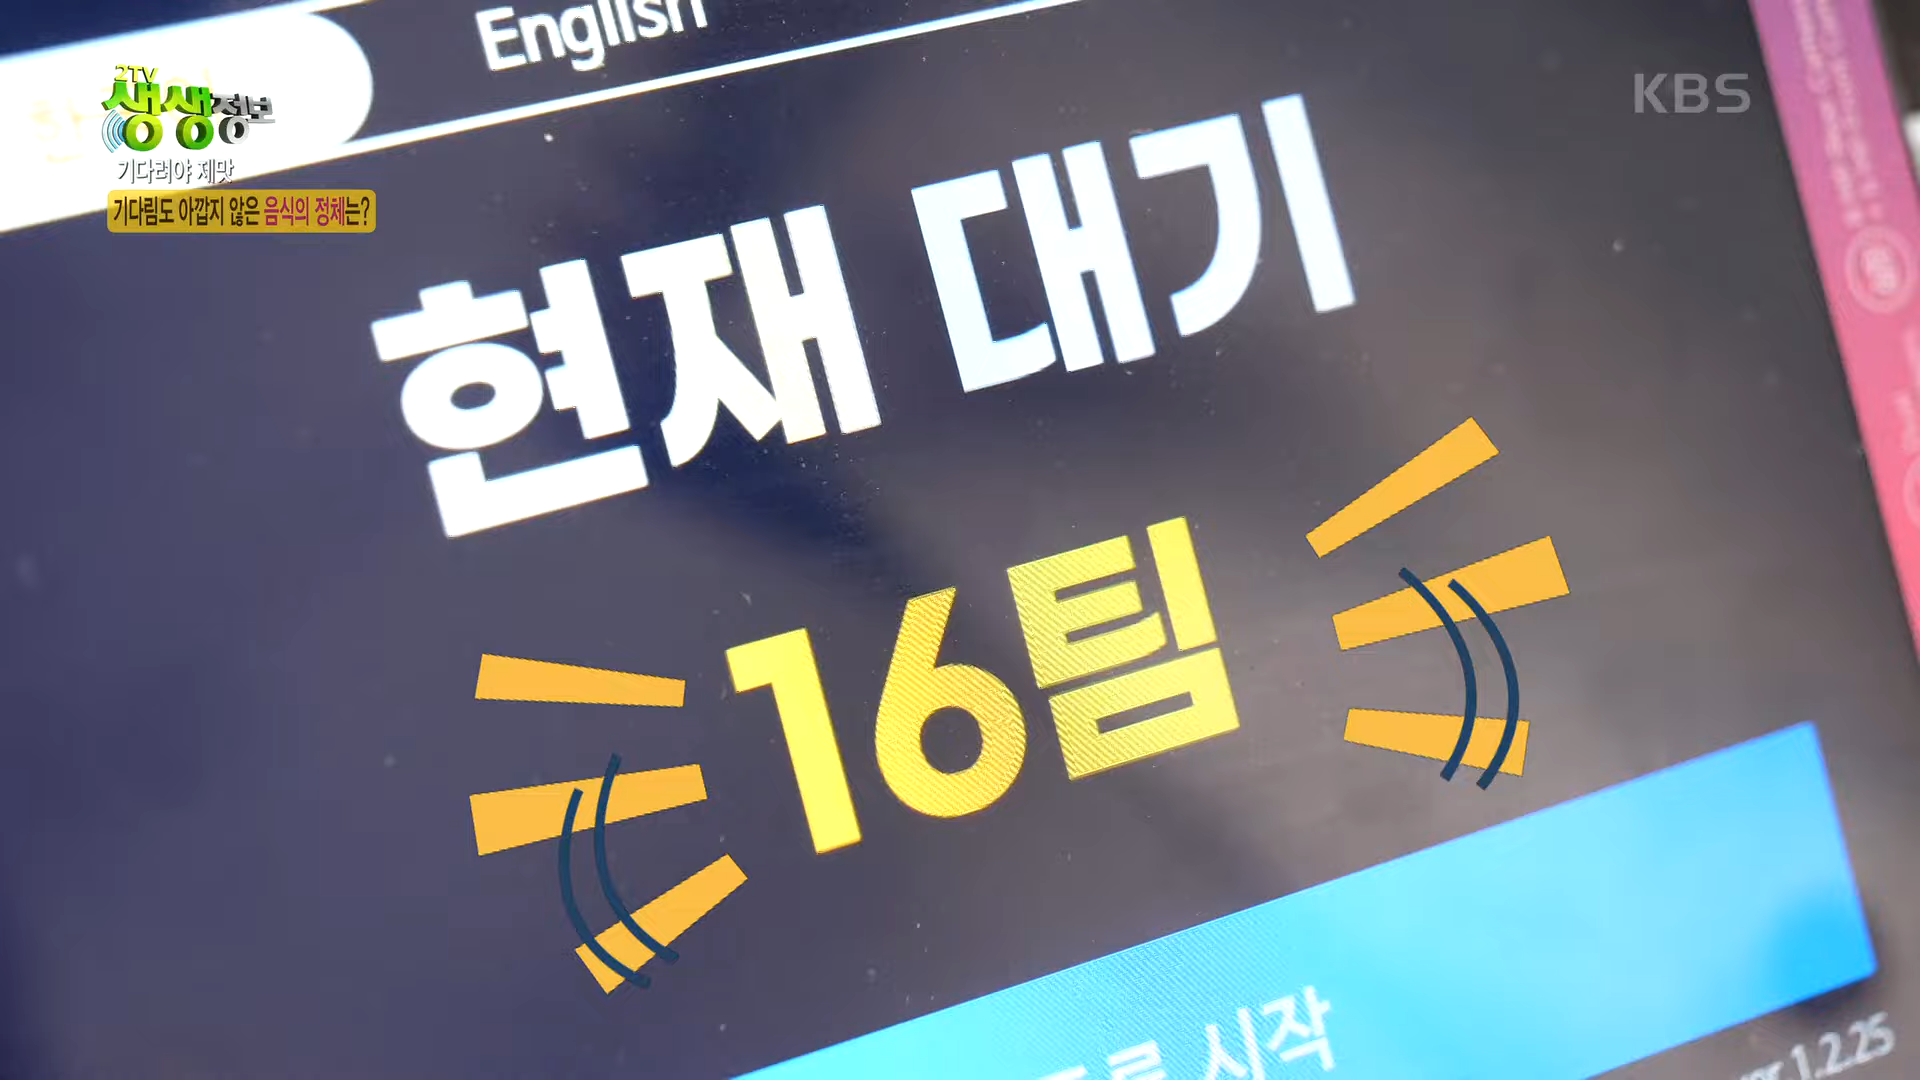 English
2TV
생생정보
KBS
기다려야 제맛
기다림도 아깝지 않은 음식의 정체는?
현재 대기
16팀
시작
1.2.25